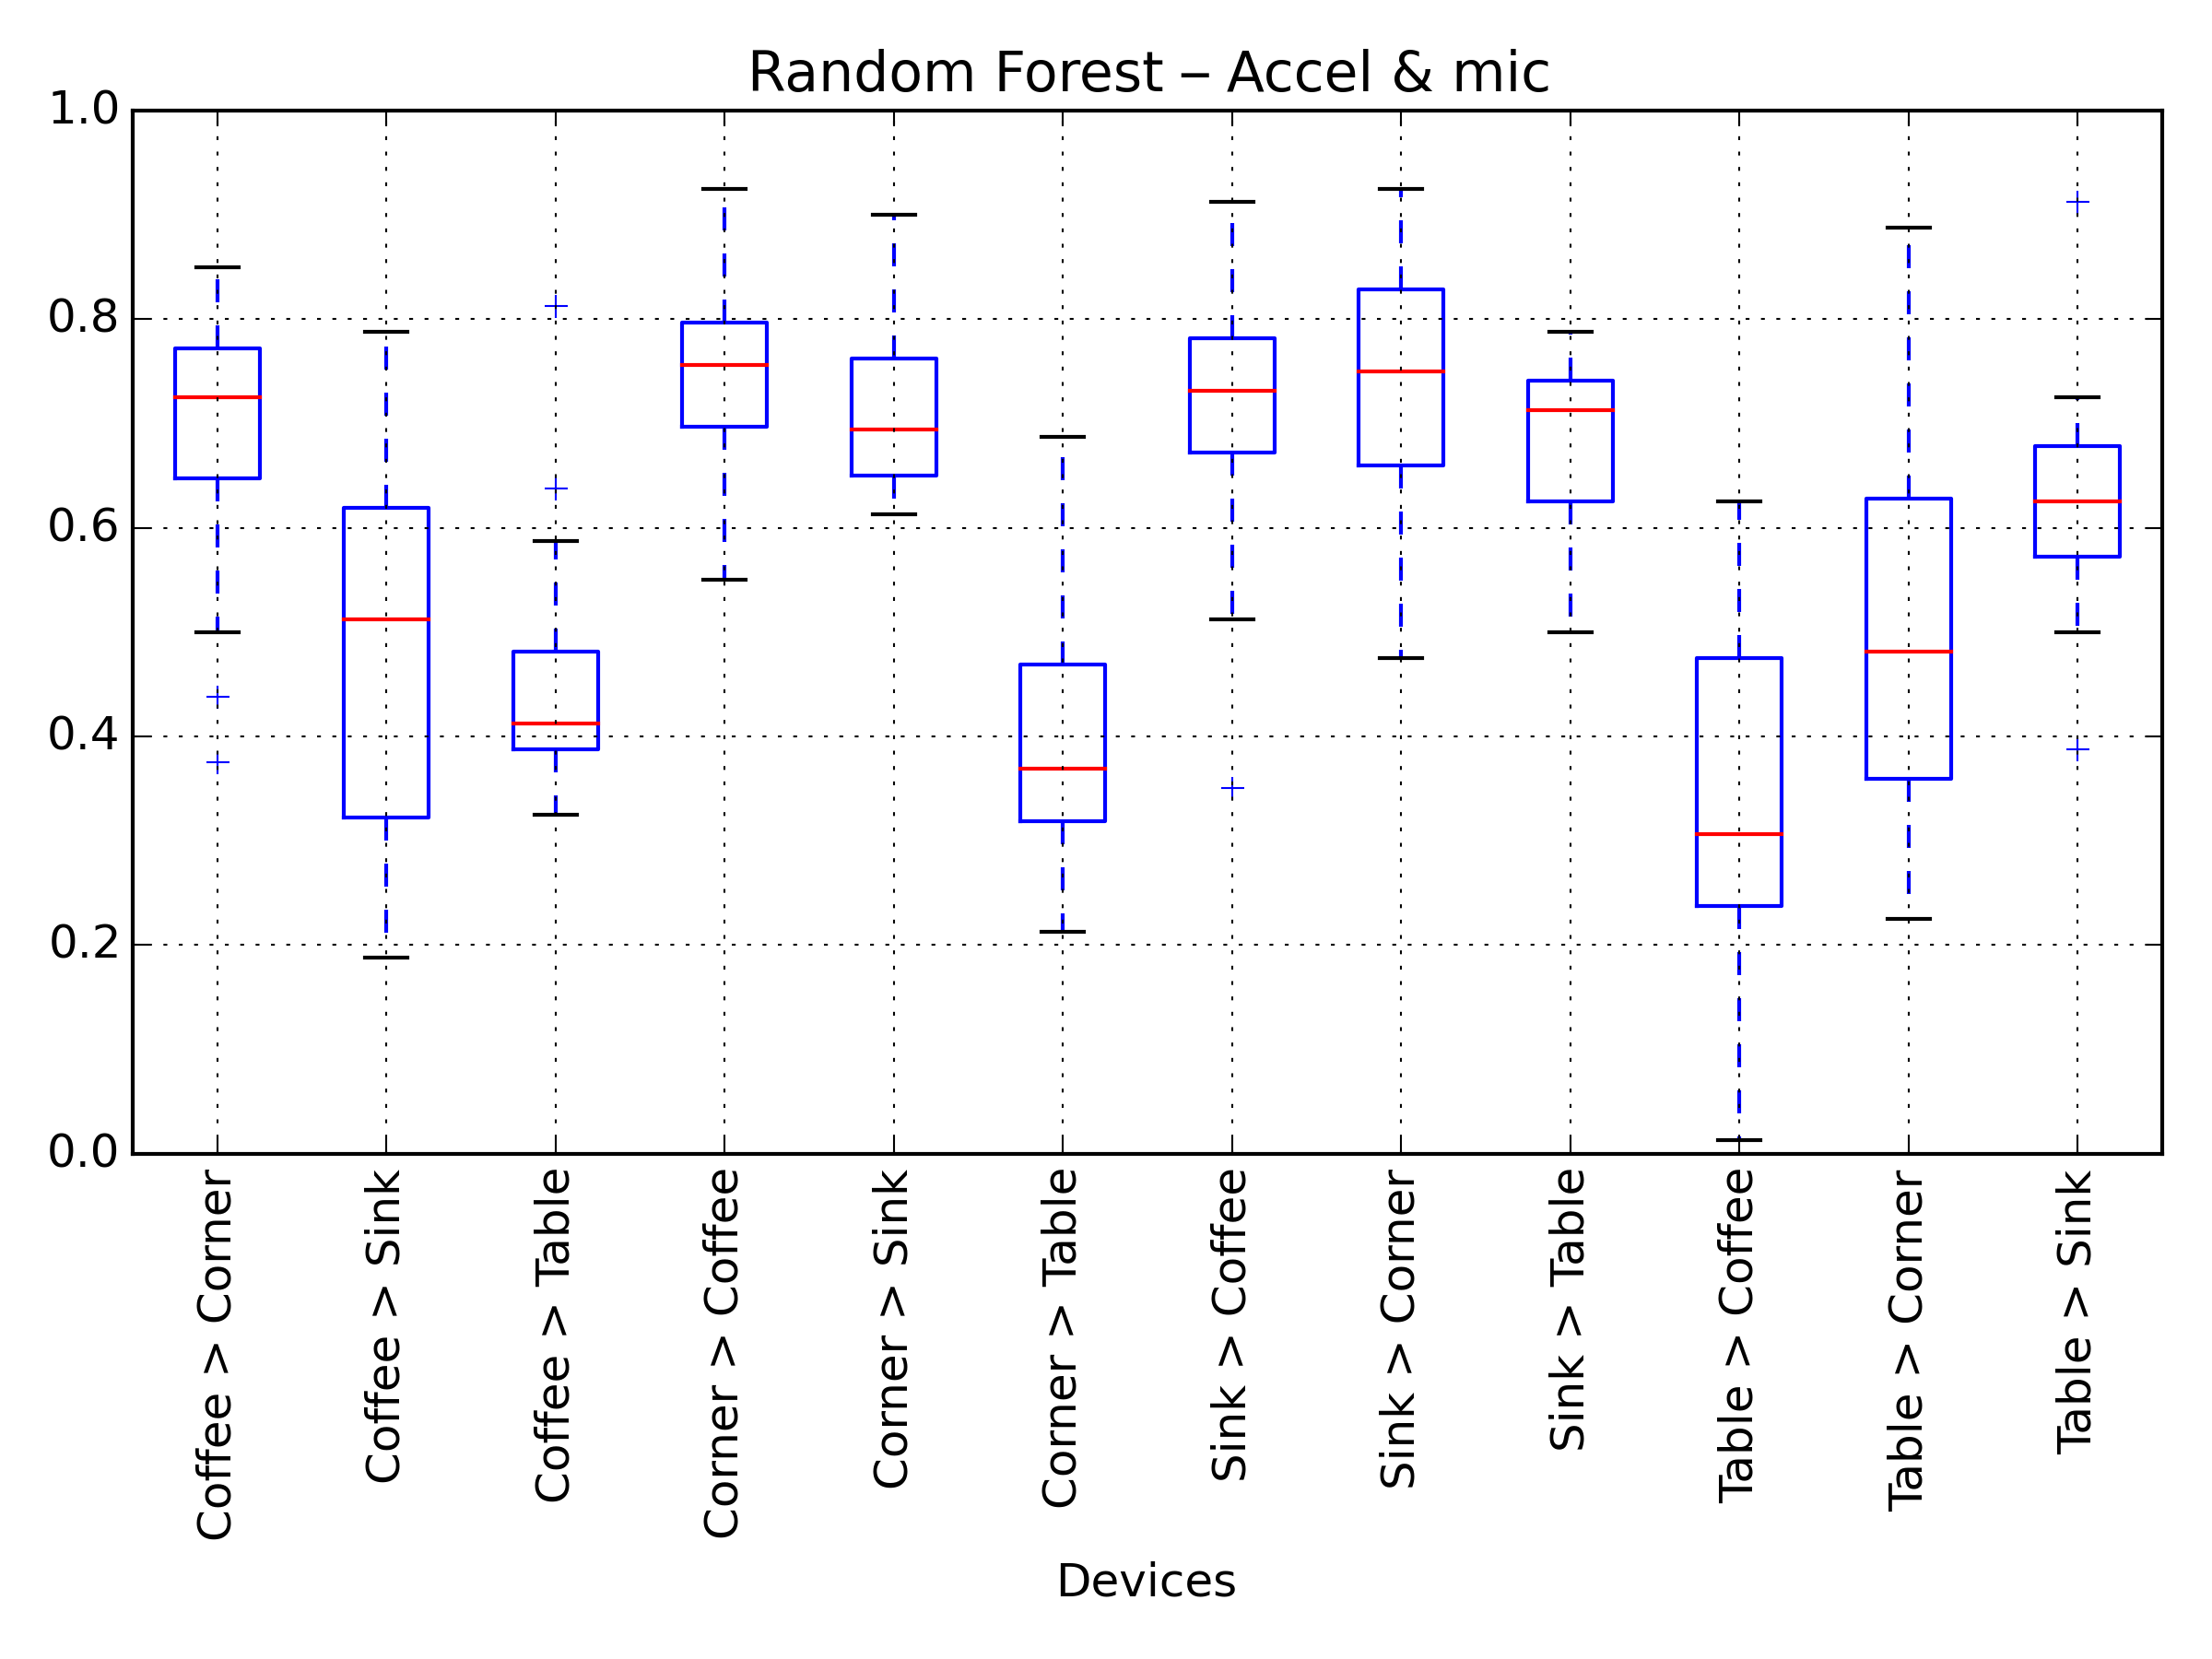 Random Forest – Accel & mic
1.0
0.8
0.6
0.4
0.2
0.0
Coffee > Corner
Coffee > Sink
Coffee > Table
Corner > Coffee
Corner > Sink
Corner > Table
Sink > Coffee
Sink > Corner
Sink > Table
Table > Coffee
Table > Corner
Table > Sink
Devices